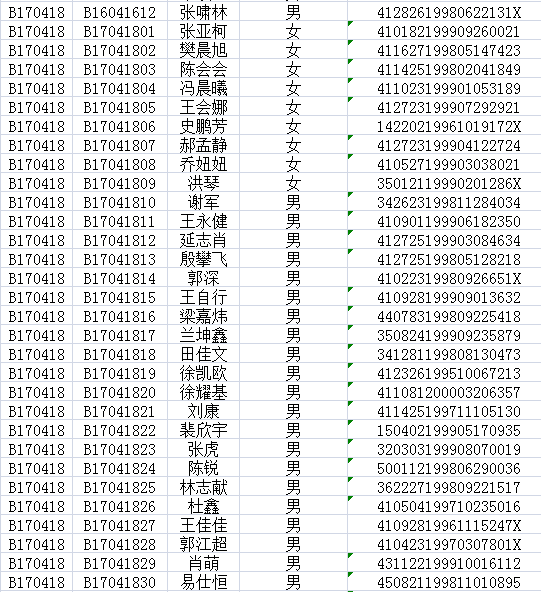 B170418 B16041612 张啸林 男 41282619980622131X
B170418 B17041801 张亚柯 女 410182199909260021
B170418 B17041802 樊晨旭 女 411627199805147423
B170418 B17041803 陈会会 女 411425199802041849
B170418 B17041804 冯晨曦 女 411023199901053189
B170418 B17041805 王会娜 女 412723199907292921
B170418 B17041806 史鹏芳 女 14220219961019172X
B170418 B17041807 郝孟静 女 412723199904122724
B170418 B17041808 乔妞妞 女 410527199903038021
B170418 B17041809 洪琴 女 35012119990201286X
B170418 B17041810 谢军 男 342623199811284034
B170418 B17041811 王永健 男 410901199906182350
B170418 B17041812 延志肖 男 412725199903084634
B170418 B17041813 殷攀飞 男 412725199805128218
B170418 B17041814 郭深 男 41022319980926651X
B170418 B17041815 王自行 男 410928199909013632
B170418 B17041816 梁嘉炜 男 440783199809225418
B170418 B17041817 兰坤鑫 男 350824199909235879
B170418 B17041818 田佳文 男 341281199808130473
B170418 B17041819 徐凯欧 男 412326199510067213
B170418 B17041820 徐耀基 男 411081200003206357
B170418 B17041821 刘康 男 411425199711105130
B170418 B17041822 裴欣宇 男 150402199905170935
B170418 B17041823 张虎 男 320303199908070019
B170418 B17041824 陈锐 男 500112199806290036
B170418 B17041825 林志献 男 362227199809221517
B170418 B17041826 杜鑫 男 410504199710235016
B170418 B17041827 王佳佳 男 41092819961115247X
B170418 B17041828 郭江超 男 41042319970307801X
B170418 B17041829 肖萌 男 431122199910016112
B170418 B17041830 易仕恒 男 450821199811010895